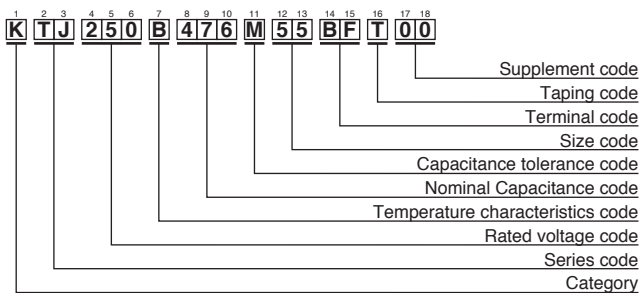 1 2 3 4 5 6 7 8 9 10 11 12 13 14 15 16 17 18
K T J 2 5 0 B 4 7 6 M 5 5 B F T 0 0
Supplement code
Taping code
Terminal code
Size code
Capacitance tolerance code
Nominal Capacitance code
Temperature characteristics code
Rated voltage code
Series code
Category